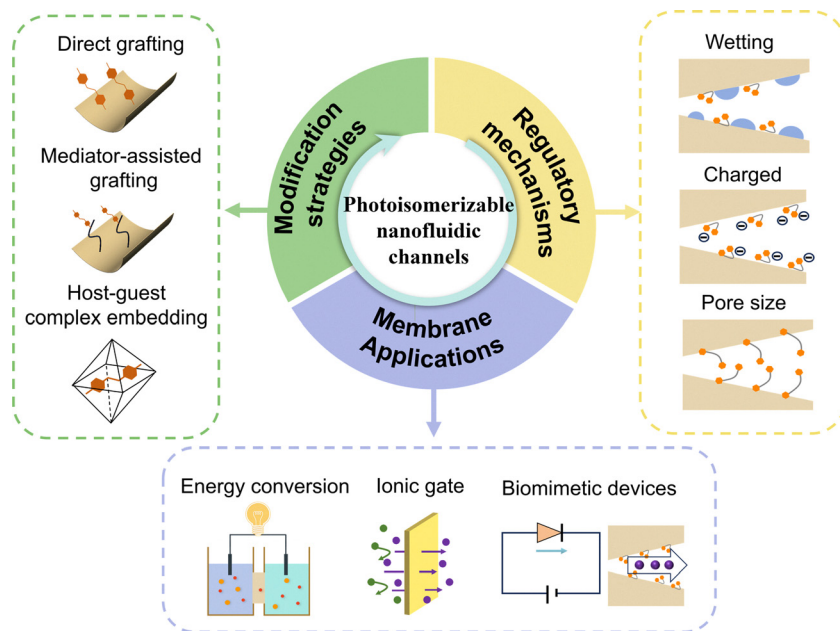 Direct grafting
Mediator-assisted
grafting
Host-guest
complex embedding
Modification
strategies
Regulatory
mechanisms
Photoisomerizable
nanofluidic
channels
Membrane
Applications
Wetting
Charged
Pore size
Energy conversion
Ionic gate
Biomimetic devices